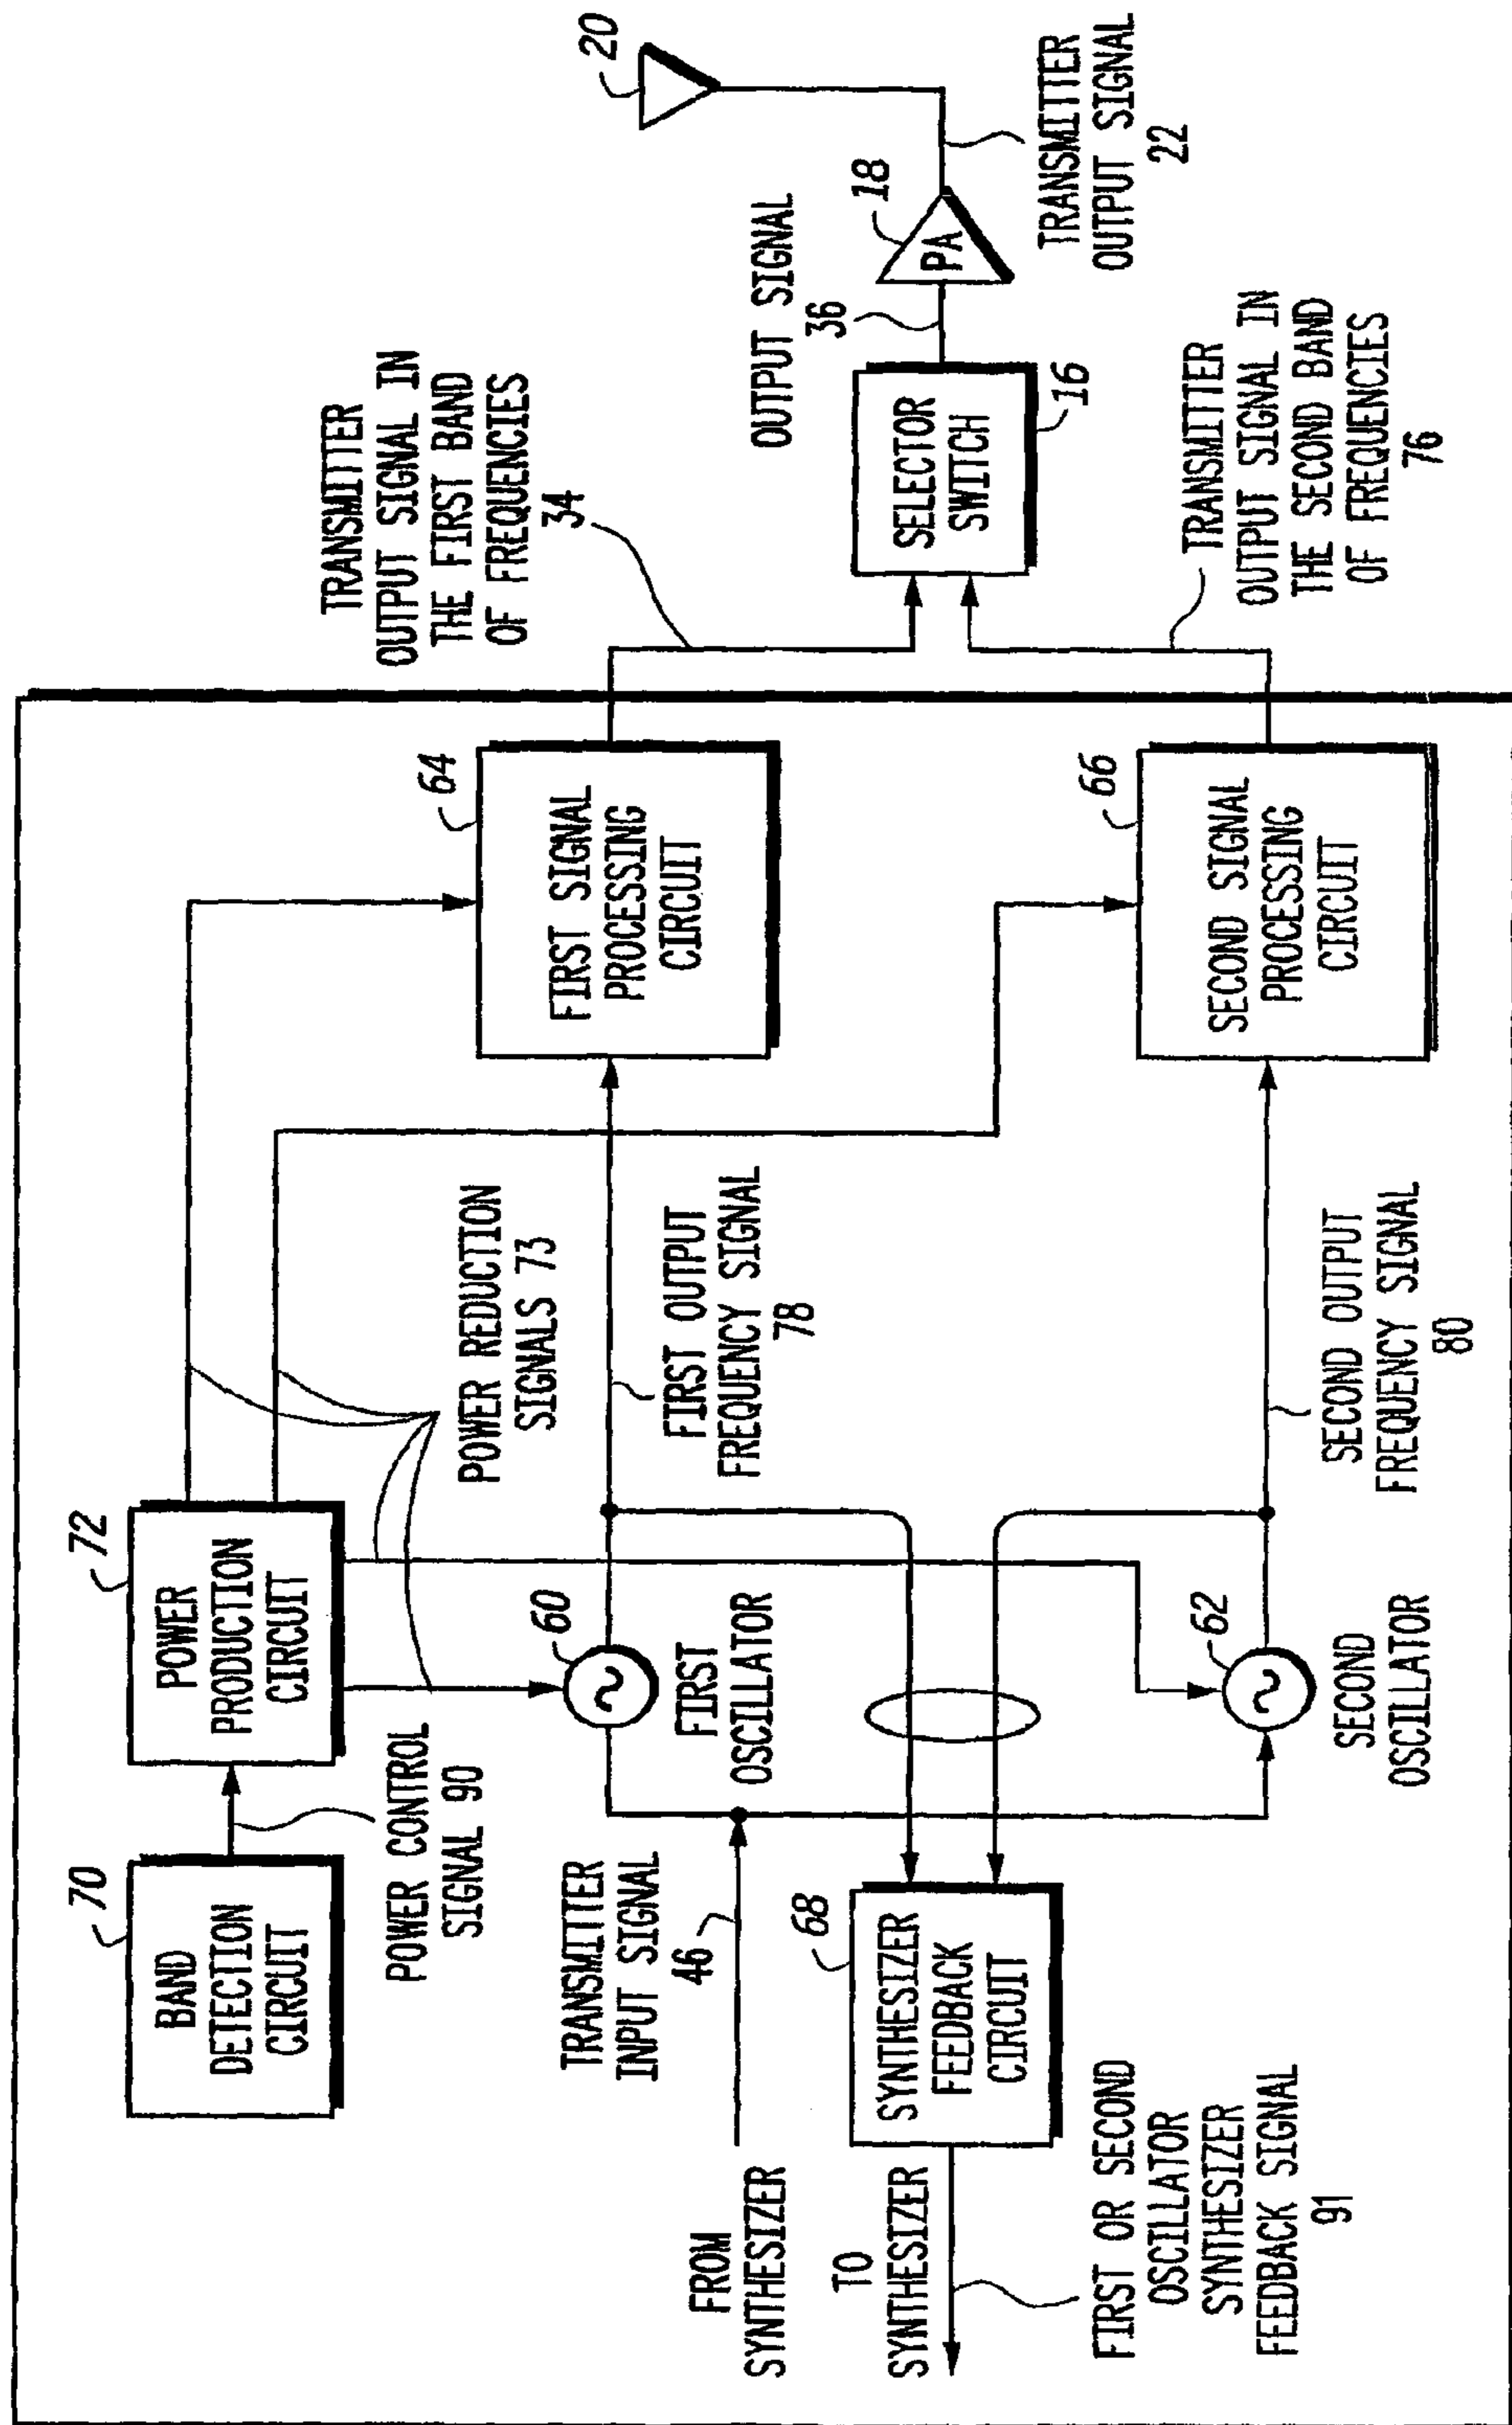 70
BAND
DETECTION
CIRCUIT
POWER CONTROL
SIGNAL 90
72
POWER
PRODUCTION
CIRCUIT
POWER REDUCTION
SIGNALS 73
64
FIRST SIGNAL
PROCESSING
CIRCUIT
TRANSMITTER
OUTPUT SIGNAL IN
THE FIRST BAND
OF FREQUENCIES
34
FROM
SYNTHESIZER
TRANSMITTER
INPUT SIGNAL
46
60
FIRST
OSCILLATOR
FIRST OUTPUT
FREQUENCY SIGNAL
78
OUTPUT SIGNAL
36
SELECTOR
SWITCH
16
PA
18
20
TRANSMITTER
OUTPUT SIGNAL
22
TO
SYNTHESIZER
68
SYNTHESIZER
FEEDBACK
CIRCUIT
FIRST OR SECOND
OSCILLATOR
SYNTHESIZER
FEEDBACK SIGNAL
91
62
SECOND
OSCILLATOR
SECOND OUTPUT
FREQUENCY SIGNAL
80
66
SECOND SIGNAL
PROCESSING
CIRCUIT
TRANSMITTER
OUTPUT SIGNAL IN
THE SECOND BAND
OF FREQUENCIES
76